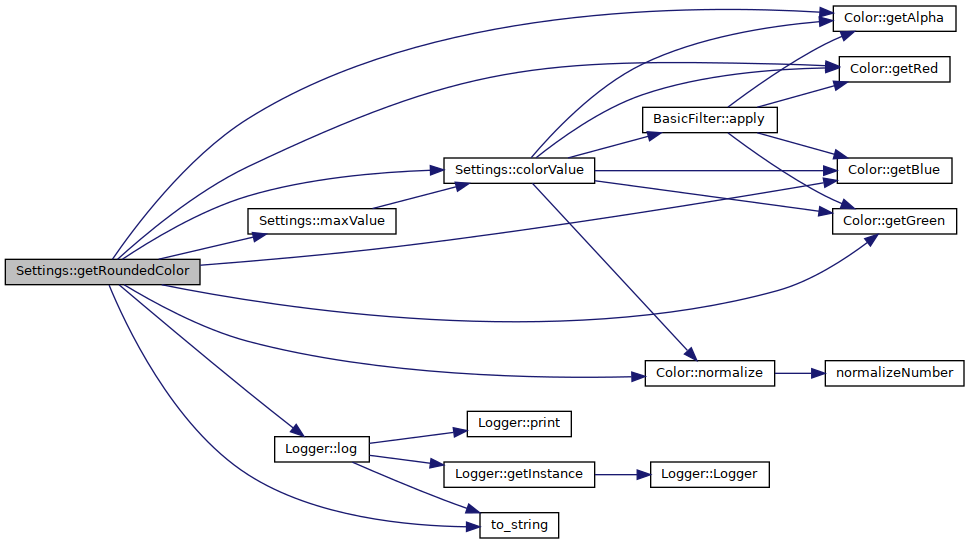 Color::getAlpha
Color::getRed
BasicFilter::apply
Settings::colorValue
Color::getBlue
Settings::maxValue
Color::getGreen
Settings::getRoundedColor
Color::normalize
normalizeNumber
Logger::print
Logger::log
Logger::getInstance
Logger::Logger
to_string